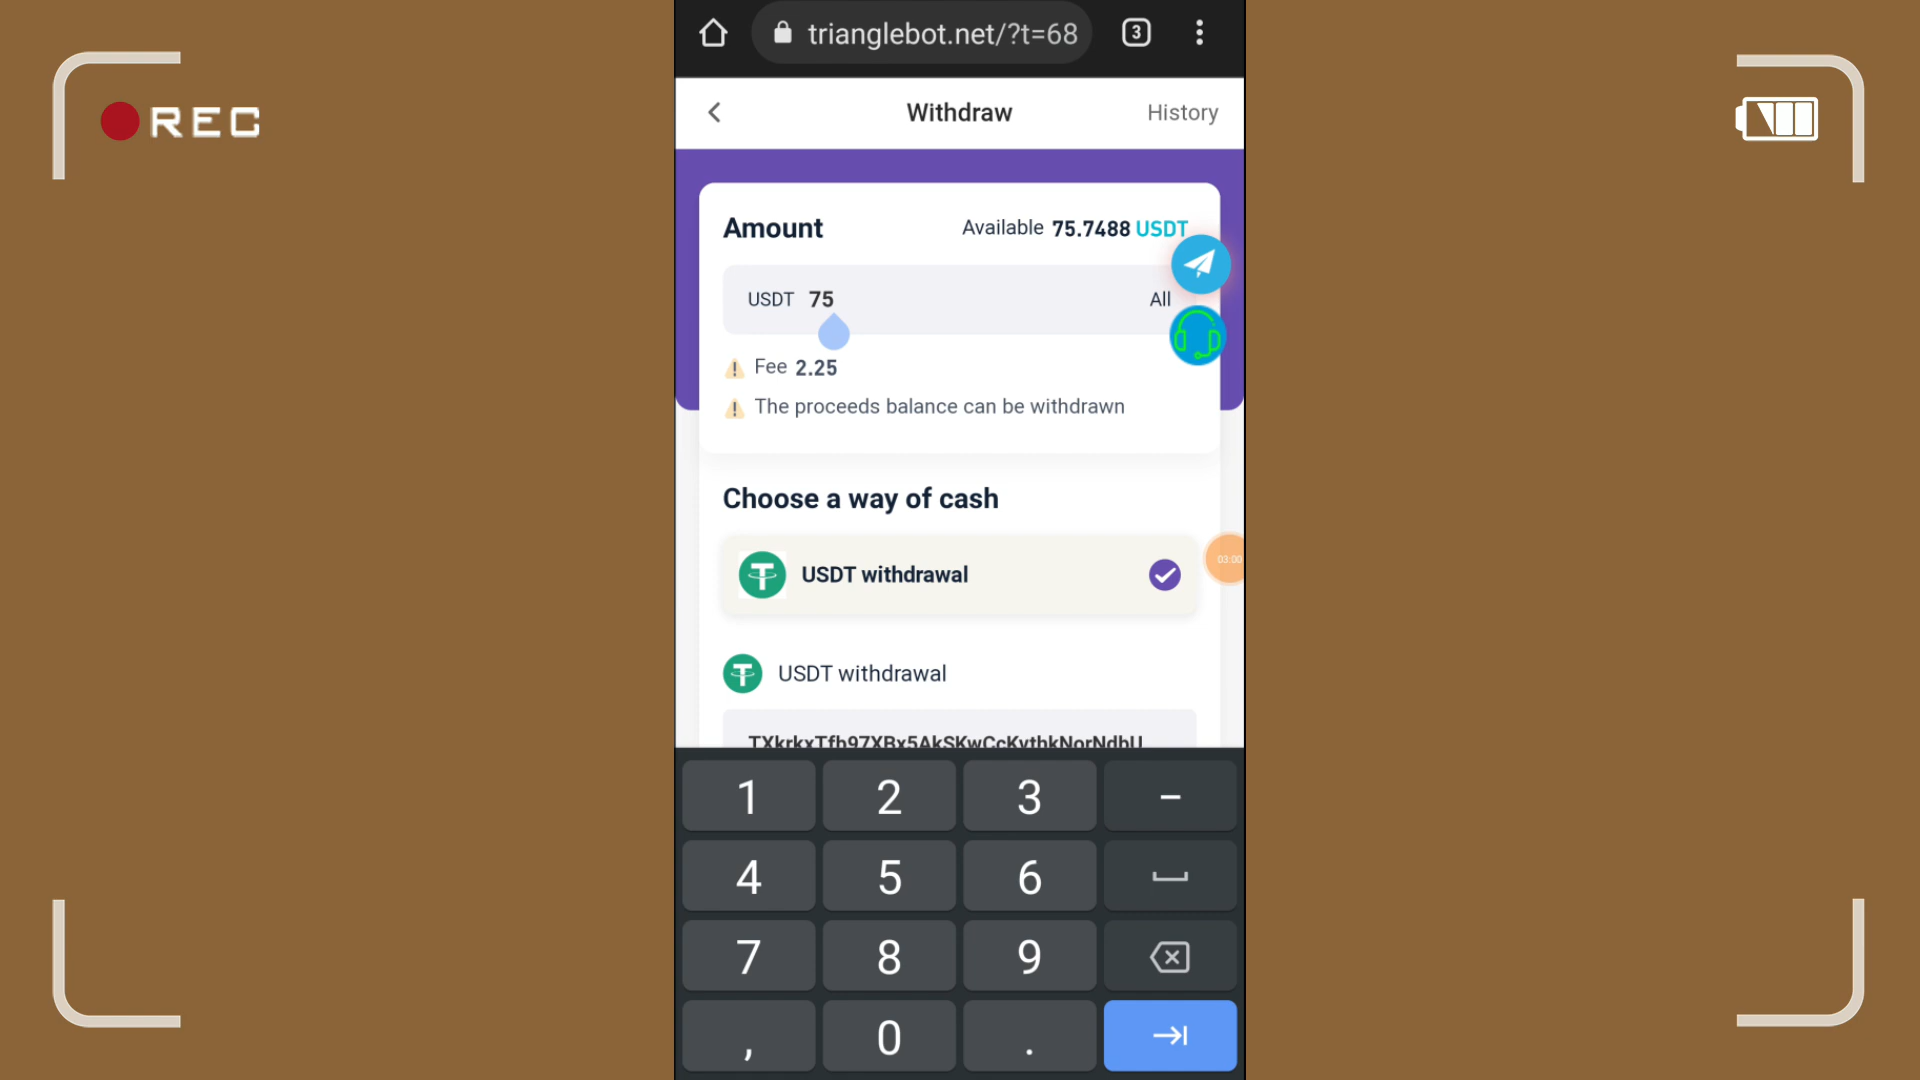 REC
trianglebot.net/?t=68
3
Withdraw
History
Amount
Available 75.7488 USDT
USDT 75
All
Fee 2.25
The proceeds balance can be withdrawn
Choose a way of cash
USDT withdrawal
03:00
USDT withdrawal
1 2 3 -
4 5 6
7 8 9
, 0 .